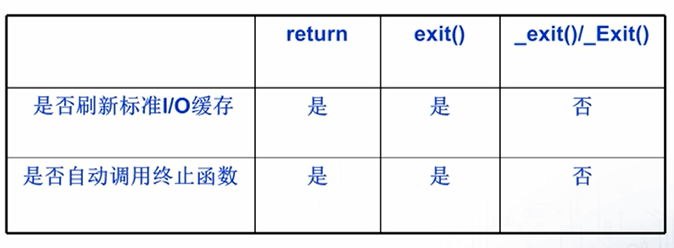 return exit() _exit()/_Exit()
是否刷新标准I/O缓存 是 是 否
是否自动调用终止函数 是 是 否